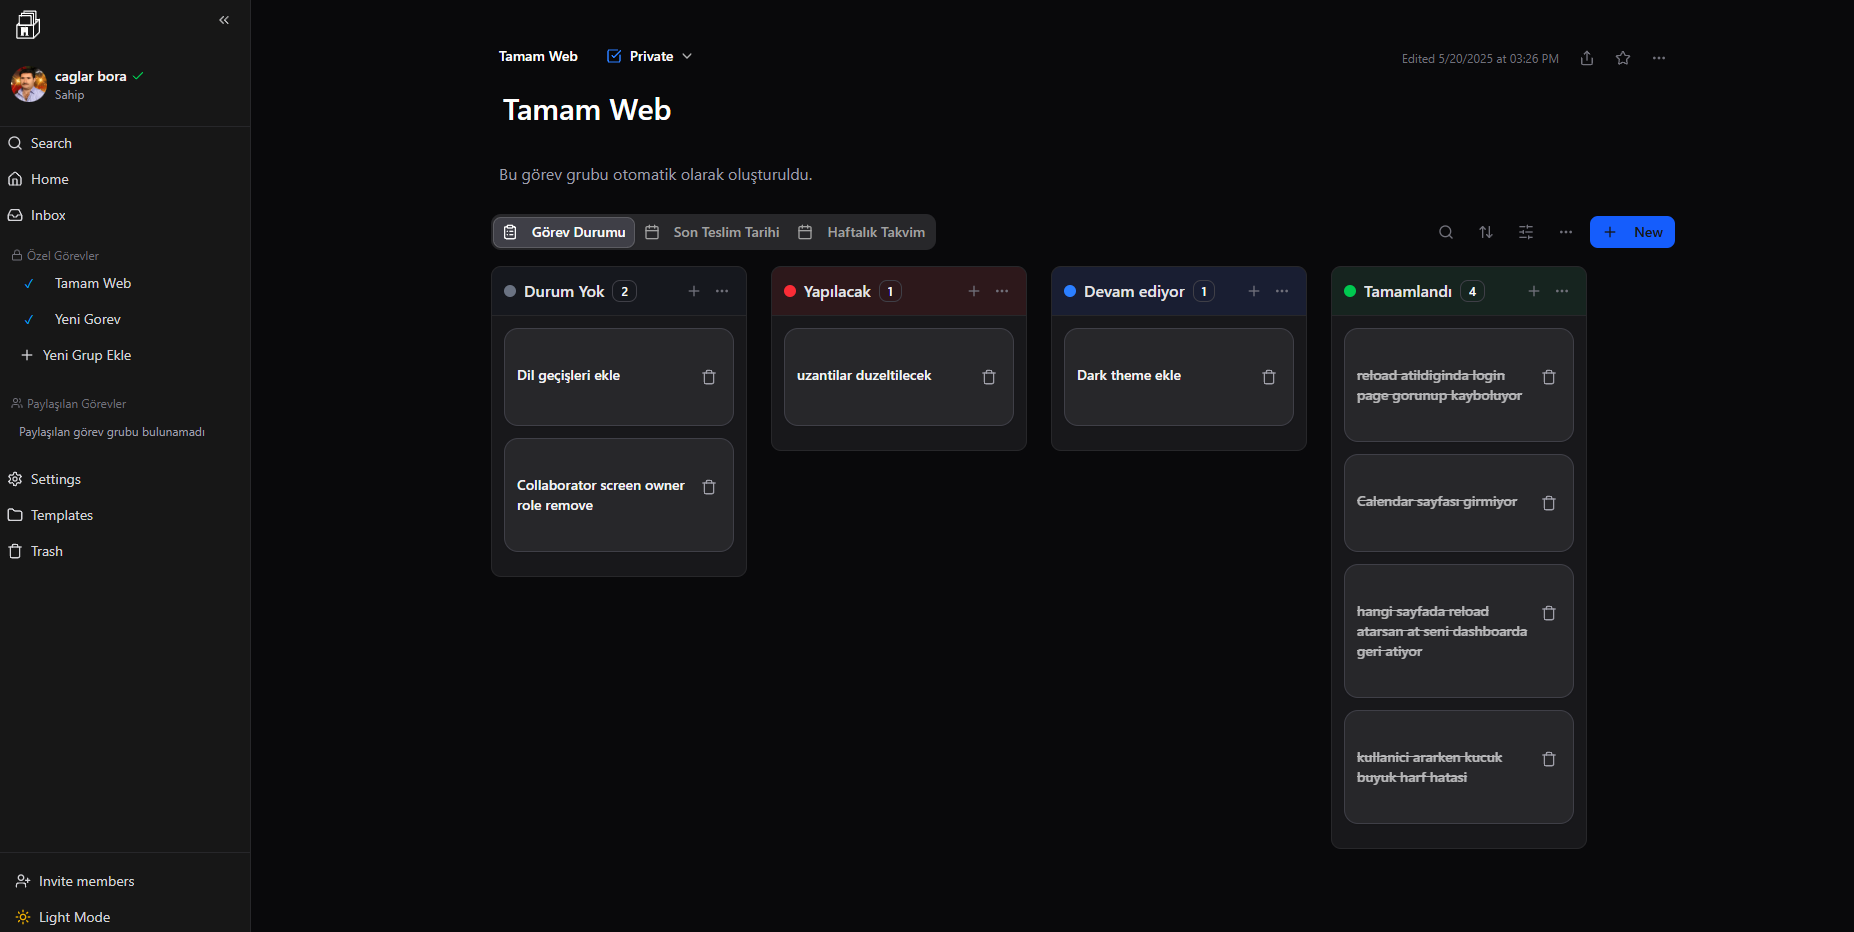 caglar bora
Sahip
Search
Home
Inbox
Özel Görevler
Tamam Web
Yeni Gorev
Yeni Grup Ekle
Paylaşılan Görevler
Paylaşılan görev grubu bulunamadı
Settings
Templates
Trash
Invite members
Light Mode
Tamam Web
Private
Edited 5/20/2025 at 03:26 PM
Tamam Web
Bu görev grubu otomatik olarak oluşturuldu.
Görev Durumu
Son Teslim Tarihi
Haftalık Takvim
New
Durum Yok 2
Dil geçişleri ekle
Collaborator screen owner
role remove
Yapılacak 1
uzantilar duzeltilecek
Devam ediyor 1
Dark theme ekle
Tamamlandı 4
reload atildiginda login
page gorunup kayboluyor
Calendar sayfası girmiyor
hangi sayfada reload
atarsan at seni dashboarda
geri atiyor
kullanici ararken kucuk
buyuk harf hatasi